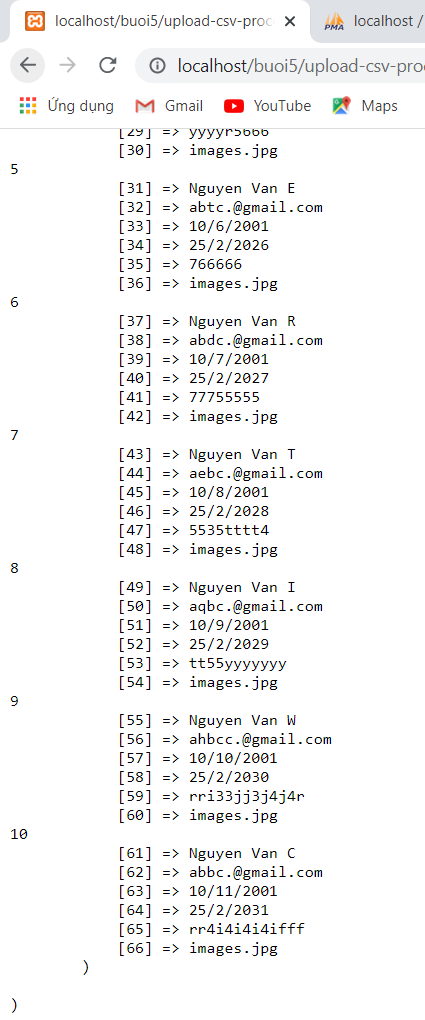 localhost/buoi5/upload-csv-proc
localhost /
PMA
localhost/buoi5/upload-csv-proc
Ứng dụng
Gmail
YouTube
Maps
[29] => yyyyr5666
[30] => images.jpg
5
[31] => Nguyen Van E
[32] => abtc.@gmail.com
[33] => 10/6/2001
[34] => 25/2/2026
[35] => 766666
[36] => images.jpg
6
[37] => Nguyen Van R
[38] => abdc.@gmail.com
[39] => 10/7/2001
[40] => 25/2/2027
[41] => 77755555
[42] => images.jpg
7
[43] => Nguyen Van T
[44] => aebc.@gmail.com
[45] => 10/8/2001
[46] => 25/2/2028
[47] => 5535tttt4
[48] => images.jpg
8
[49] => Nguyen Van I
[50] => aqbc.@gmail.com
[51] => 10/9/2001
[52] => 25/2/2029
[53] => tt55yyyyyyy
[54] => images.jpg
9
[55] => Nguyen Van W
[56] => ahbcc.@gmail.com
[57] => 10/10/2001
[58] => 25/2/2030
[59] => rri33jj3j4j4r
[60] => images.jpg
10
[61] => Nguyen Van C
[62] => abbc.@gmail.com
[63] => 10/11/2001
[64] => 25/2/2031
[65] => rr4i4i4i4ifff
[66] => images.jpg
)
)